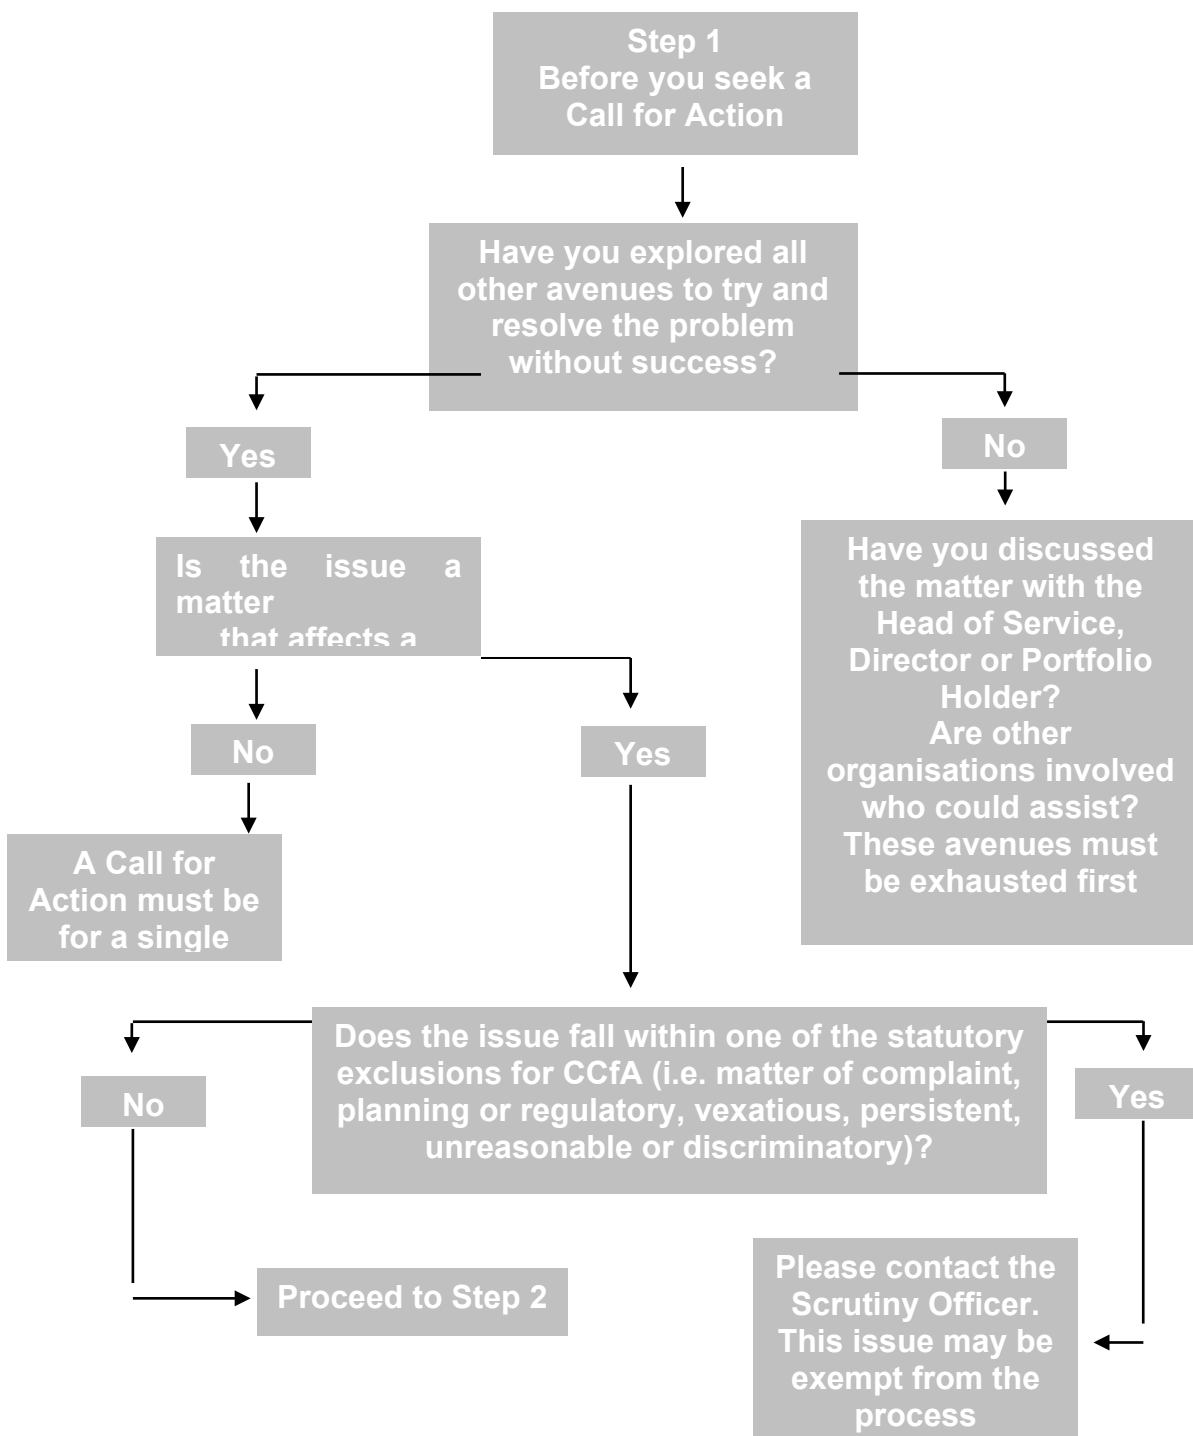 Step 1
Before you seek a
Call for Action
Have you explored all
other avenues to try and
resolve the problem
without success?
Yes
No
Is the issue a
matter
that affects a
Have you discussed
the matter with the
Head of Service,
Director or Portfolio
Holder?
Are other
organisations involved
who could assist?
These avenues must
be exhausted first
No
Yes
A Call for
Action must be
for a single
Does the issue fall within one of the statutory
exclusions for CCfA (i.e. matter of complaint,
planning or regulatory, vexatious, persistent,
unreasonable or discriminatory)?
No
Yes
Proceed to Step 2
Please contact the
Scrutiny Officer.
This issue may be
exempt from the
process